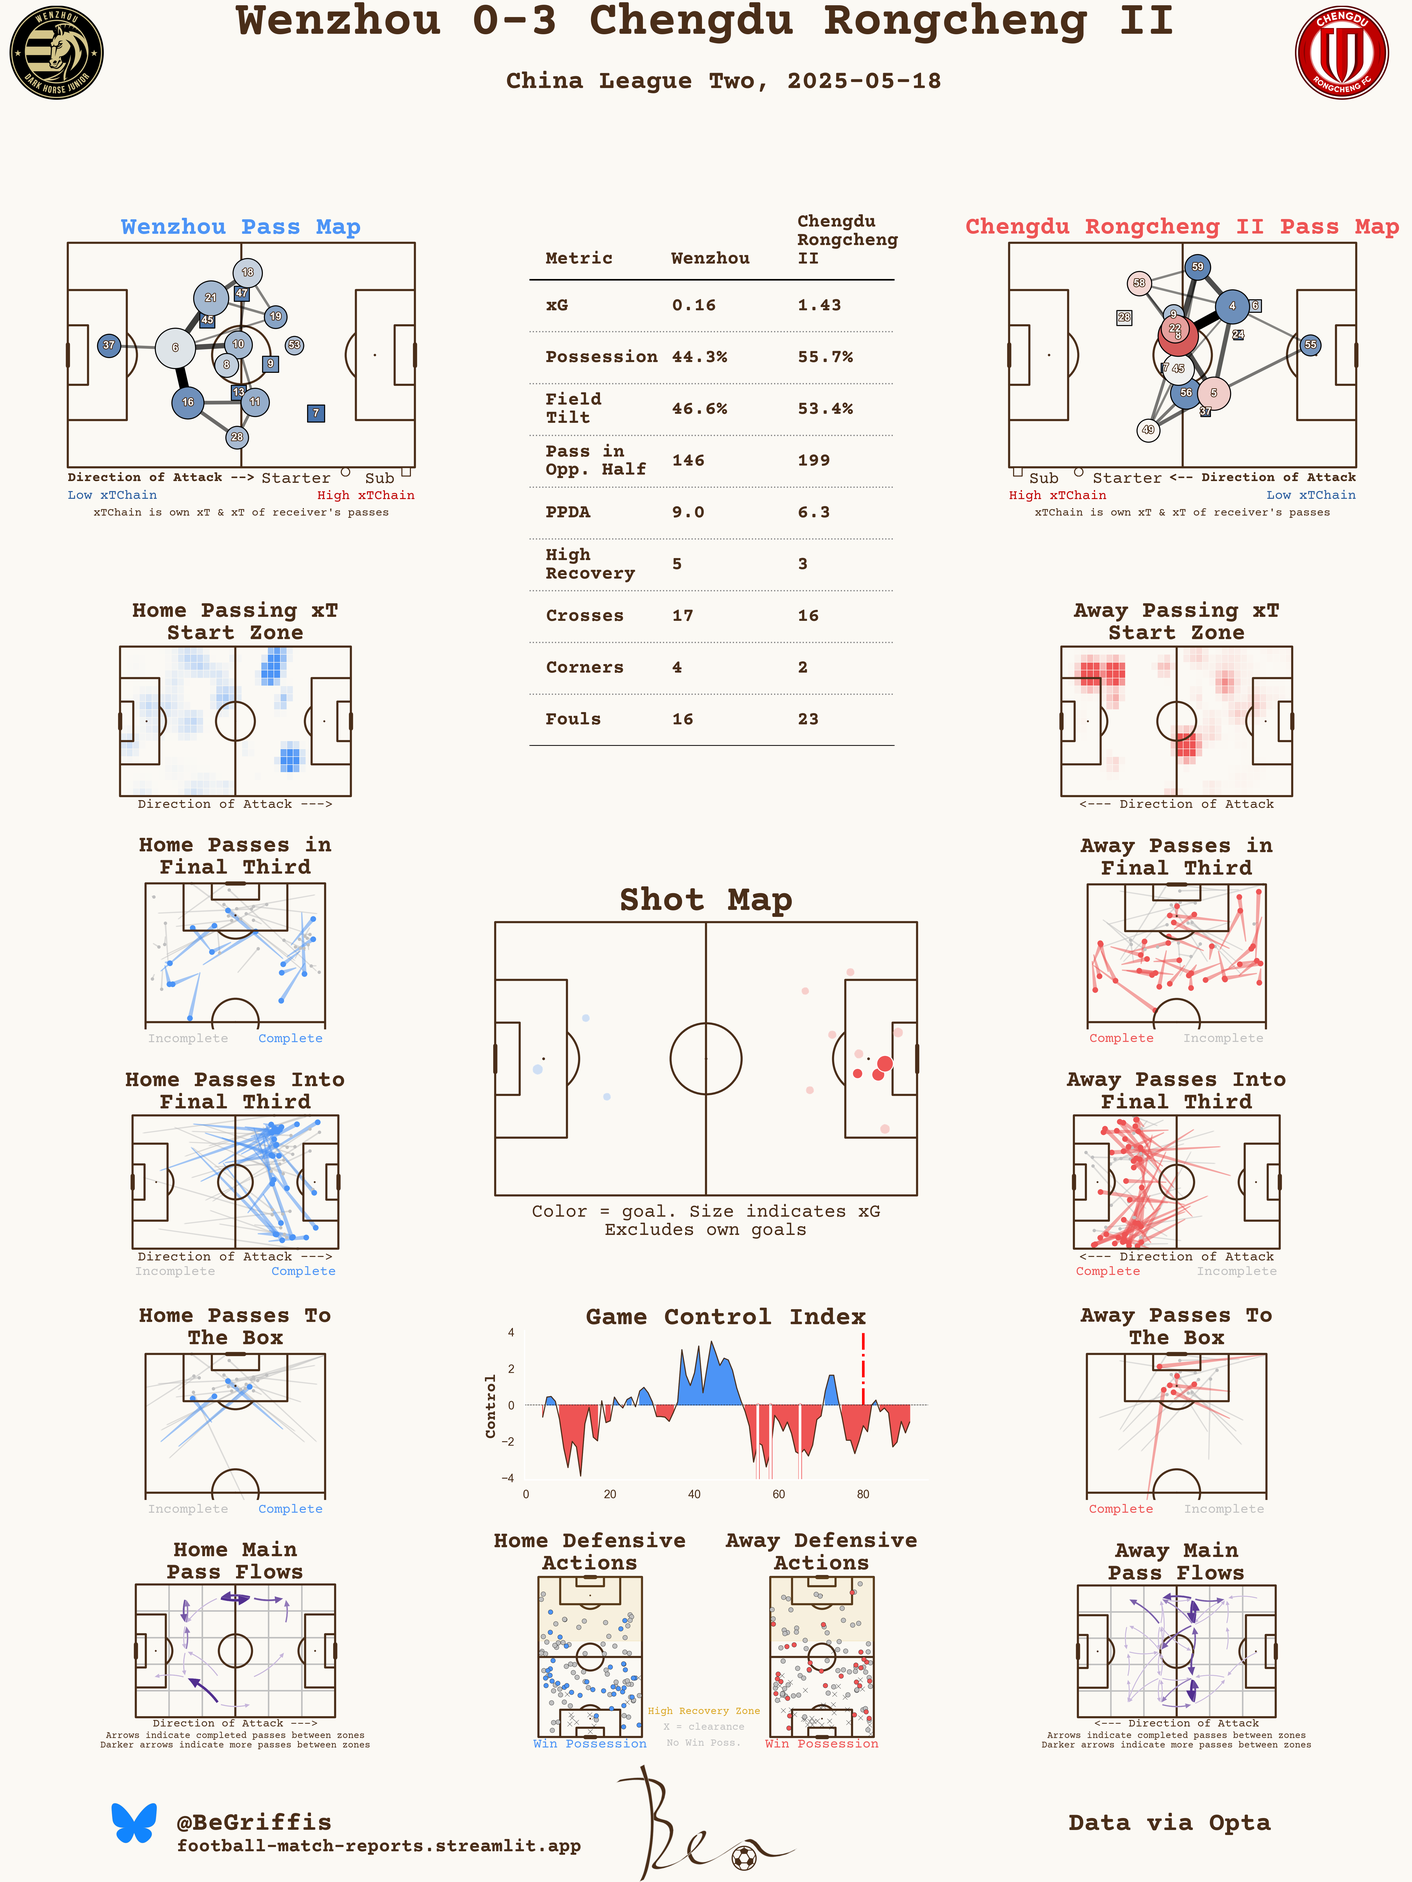 Wenzhou 0-3 Chengdu Rongcheng II
China League Two, 2025-05-18
WENZHOU
DARK HORSE JUNIOR
CHENGDU
RONGCHENG FC
Wenzhou Pass Map
18
47
21
45
19
37
6
10
53
8
9
13
16
11
7
28
Direction of Attack --> Starter Sub
Low xTChain High xTChain
xTChain is own xT & xT of receiver's passes
Metric Wenzhou Chengdu Rongcheng II
xG 0.16 1.43
Possession 44.3% 55.7%
Field Tilt 46.6% 53.4%
Pass in Opp. Half 146 199
PPDA 9.0 6.3
High Recovery 5 3
Crosses 17 16
Corners 4 2
Fouls 16 23
Chengdu Rongcheng II Pass Map
59
58
4
6
28
9
22
8
24
55
7
45
56
5
37
49
Sub Starter <-- Direction of Attack
High xTChain Low xTChain
xTChain is own xT & xT of receiver's passes
Home Passing xT
Start Zone
Direction of Attack --->
Away Passing xT
Start Zone
<--- Direction of Attack
Home Passes in
Final Third
Incomplete Complete
Away Passes in
Final Third
Complete Incomplete
Shot Map
Color = goal. Size indicates xG
Excludes own goals
Home Passes Into
Final Third
Direction of Attack --->
Incomplete Complete
Away Passes Into
Final Third
<--- Direction of Attack
Complete Incomplete
Home Passes To
The Box
Incomplete Complete
Game Control Index
Control
4
2
0
−2
−4
0 20 40 60 80
Away Passes To
The Box
Complete Incomplete
Home Main
Pass Flows
Direction of Attack --->
Arrows indicate completed passes between zones
Darker arrows indicate more passes between zones
Home Defensive
Actions
Win Possession
High Recovery Zone
X = clearance
No Win Poss.
Away Defensive
Actions
Win Possession
Away Main
Pass Flows
<--- Direction of Attack
Arrows indicate completed passes between zones
Darker arrows indicate more passes between zones
@BeGriffis
football-match-reports.streamlit.app
Ben
Data via Opta